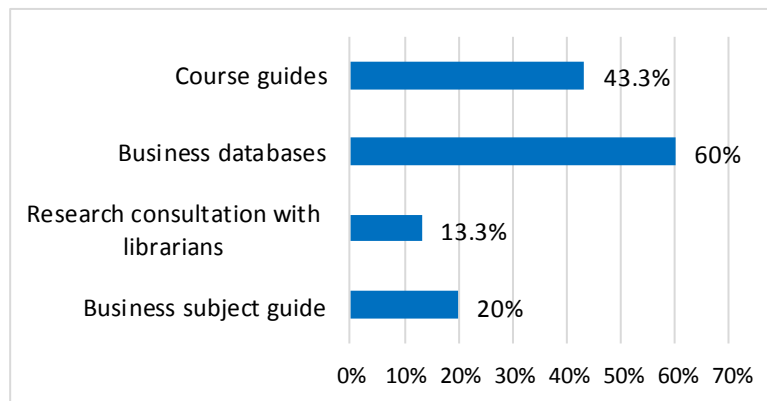 Course guides
43.3%
Business databases
60%
Research consultation with
librarians
13.3%
Business subject guide
20%
0% 10% 20% 30% 40% 50% 60% 70%